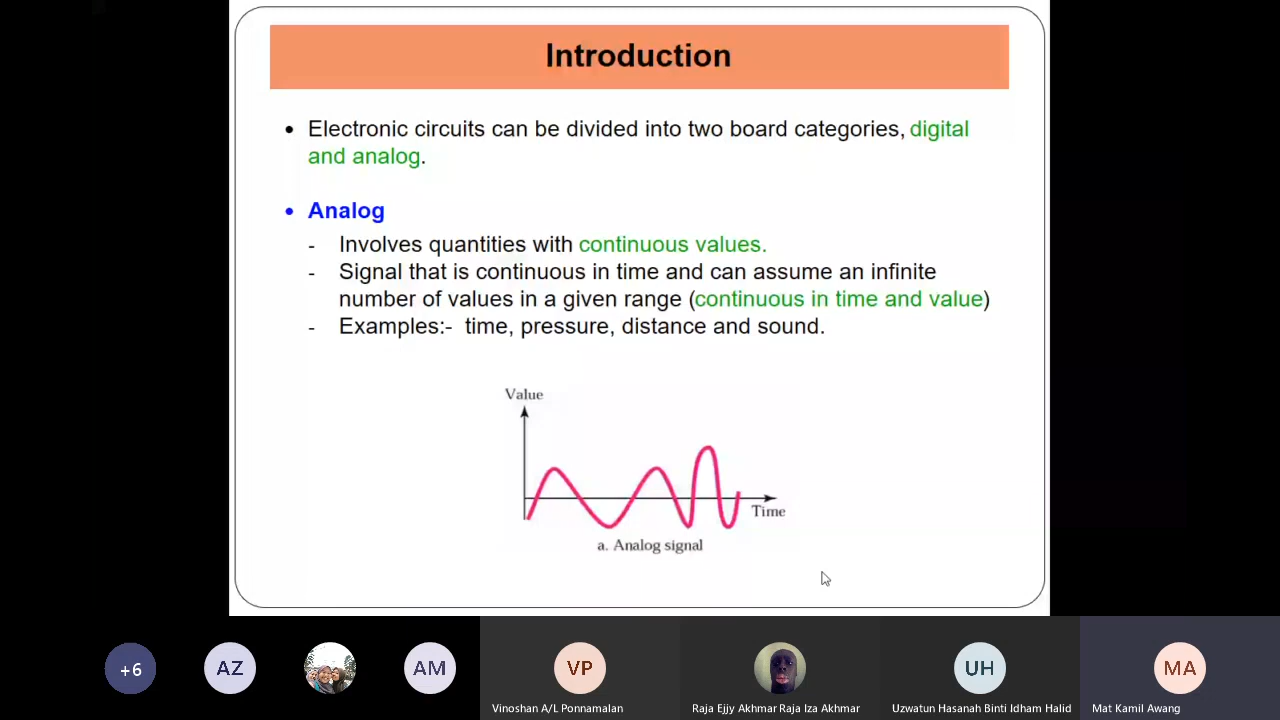 Introduction
• Electronic circuits can be divided into two board categories, digital
and analog.
• Analog
- Involves quantities with continuous values.
- Signal that is continuous in time and can assume an infinite
number of values in a given range (continuous in time and value)
- Examples:- time, pressure, distance and sound.
Value
Time
a. Analog signal
+6
AZ
AM
VP
UH
MA
Vinoshan A/L Ponnamalan
Raja Ejjy Akhmar Raja Iza Akhmar
Uzwatun Hasanah Binti Idham Halid
Mat Kamil Awang